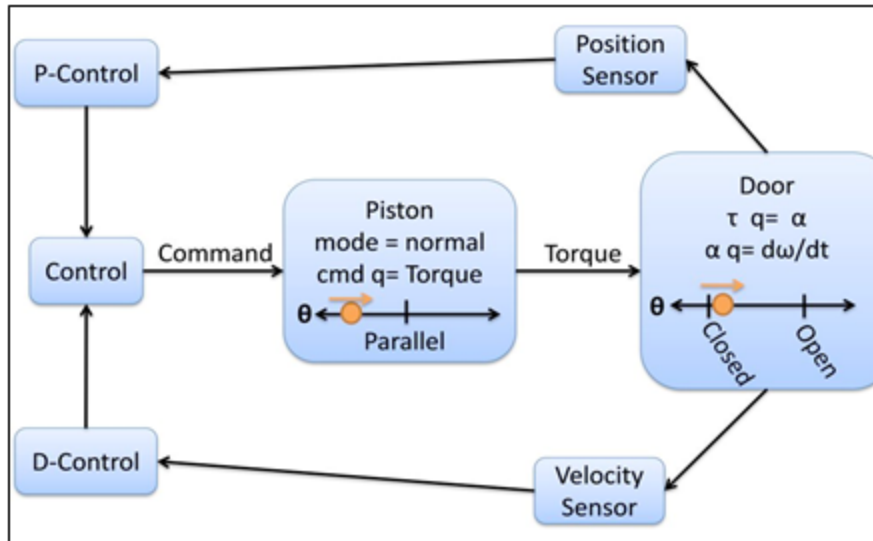 P-Control
Position
Sensor
Door
τ q= α
α q= dω/dt
θ
Closed
Open
Piston
mode = normal
cmd q= Torque
θ
Parallel
Control
Command
Torque
D-Control
Velocity
Sensor